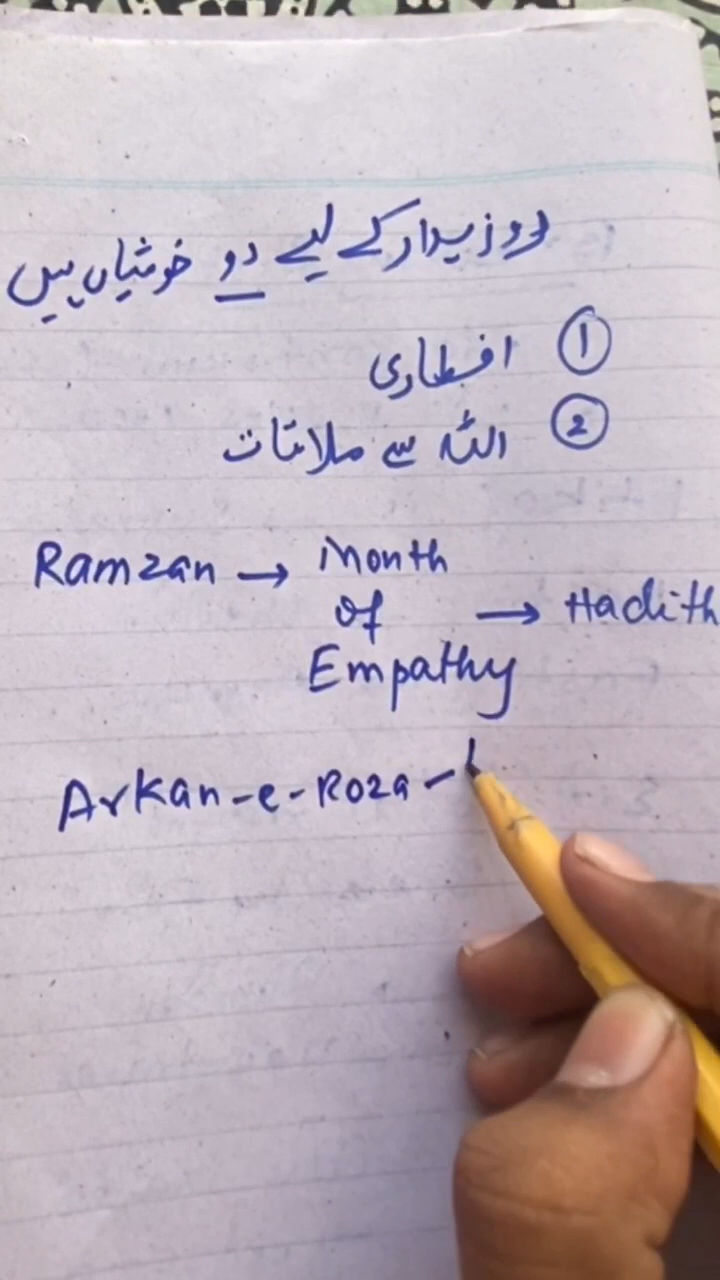 روزیدار کے لیے دو خوشیاں ہیں
① افطاری
② اللہ سے ملاقات
Ramzan → Month of Empathy → Hadith
Arkan-e-Roza -